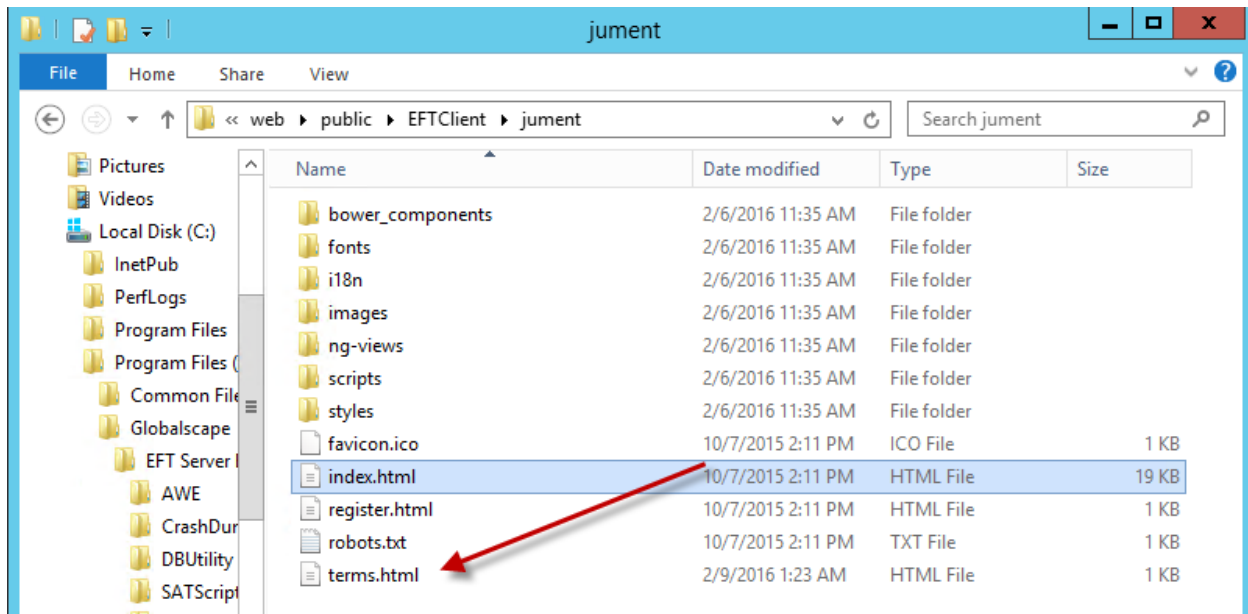 jument
File Home Share View
« web public EFTClient jument Search jument
Name Date modified Type Size
Pictures
Videos
Local Disk (C:)
InetPub
PerfLogs
Program Files
Program Files (
Common File
Globalscape
EFT Server
AWE
CrashDur
DBUtility
SATScript
bower_components 2/6/2016 11:35 AM File folder
fonts 2/6/2016 11:35 AM File folder
i18n 2/6/2016 11:35 AM File folder
images 2/6/2016 11:35 AM File folder
ng-views 2/6/2016 11:35 AM File folder
scripts 2/6/2016 11:35 AM File folder
styles 2/6/2016 11:35 AM File folder
favicon.ico 10/7/2015 2:11 PM ICO File 1 KB
index.html 10/7/2015 2:11 PM HTML File 19 KB
register.html 10/7/2015 2:11 PM HTML File 1 KB
robots.txt 10/7/2015 2:11 PM TXT File 1 KB
terms.html 2/9/2016 1:23 AM HTML File 1 KB